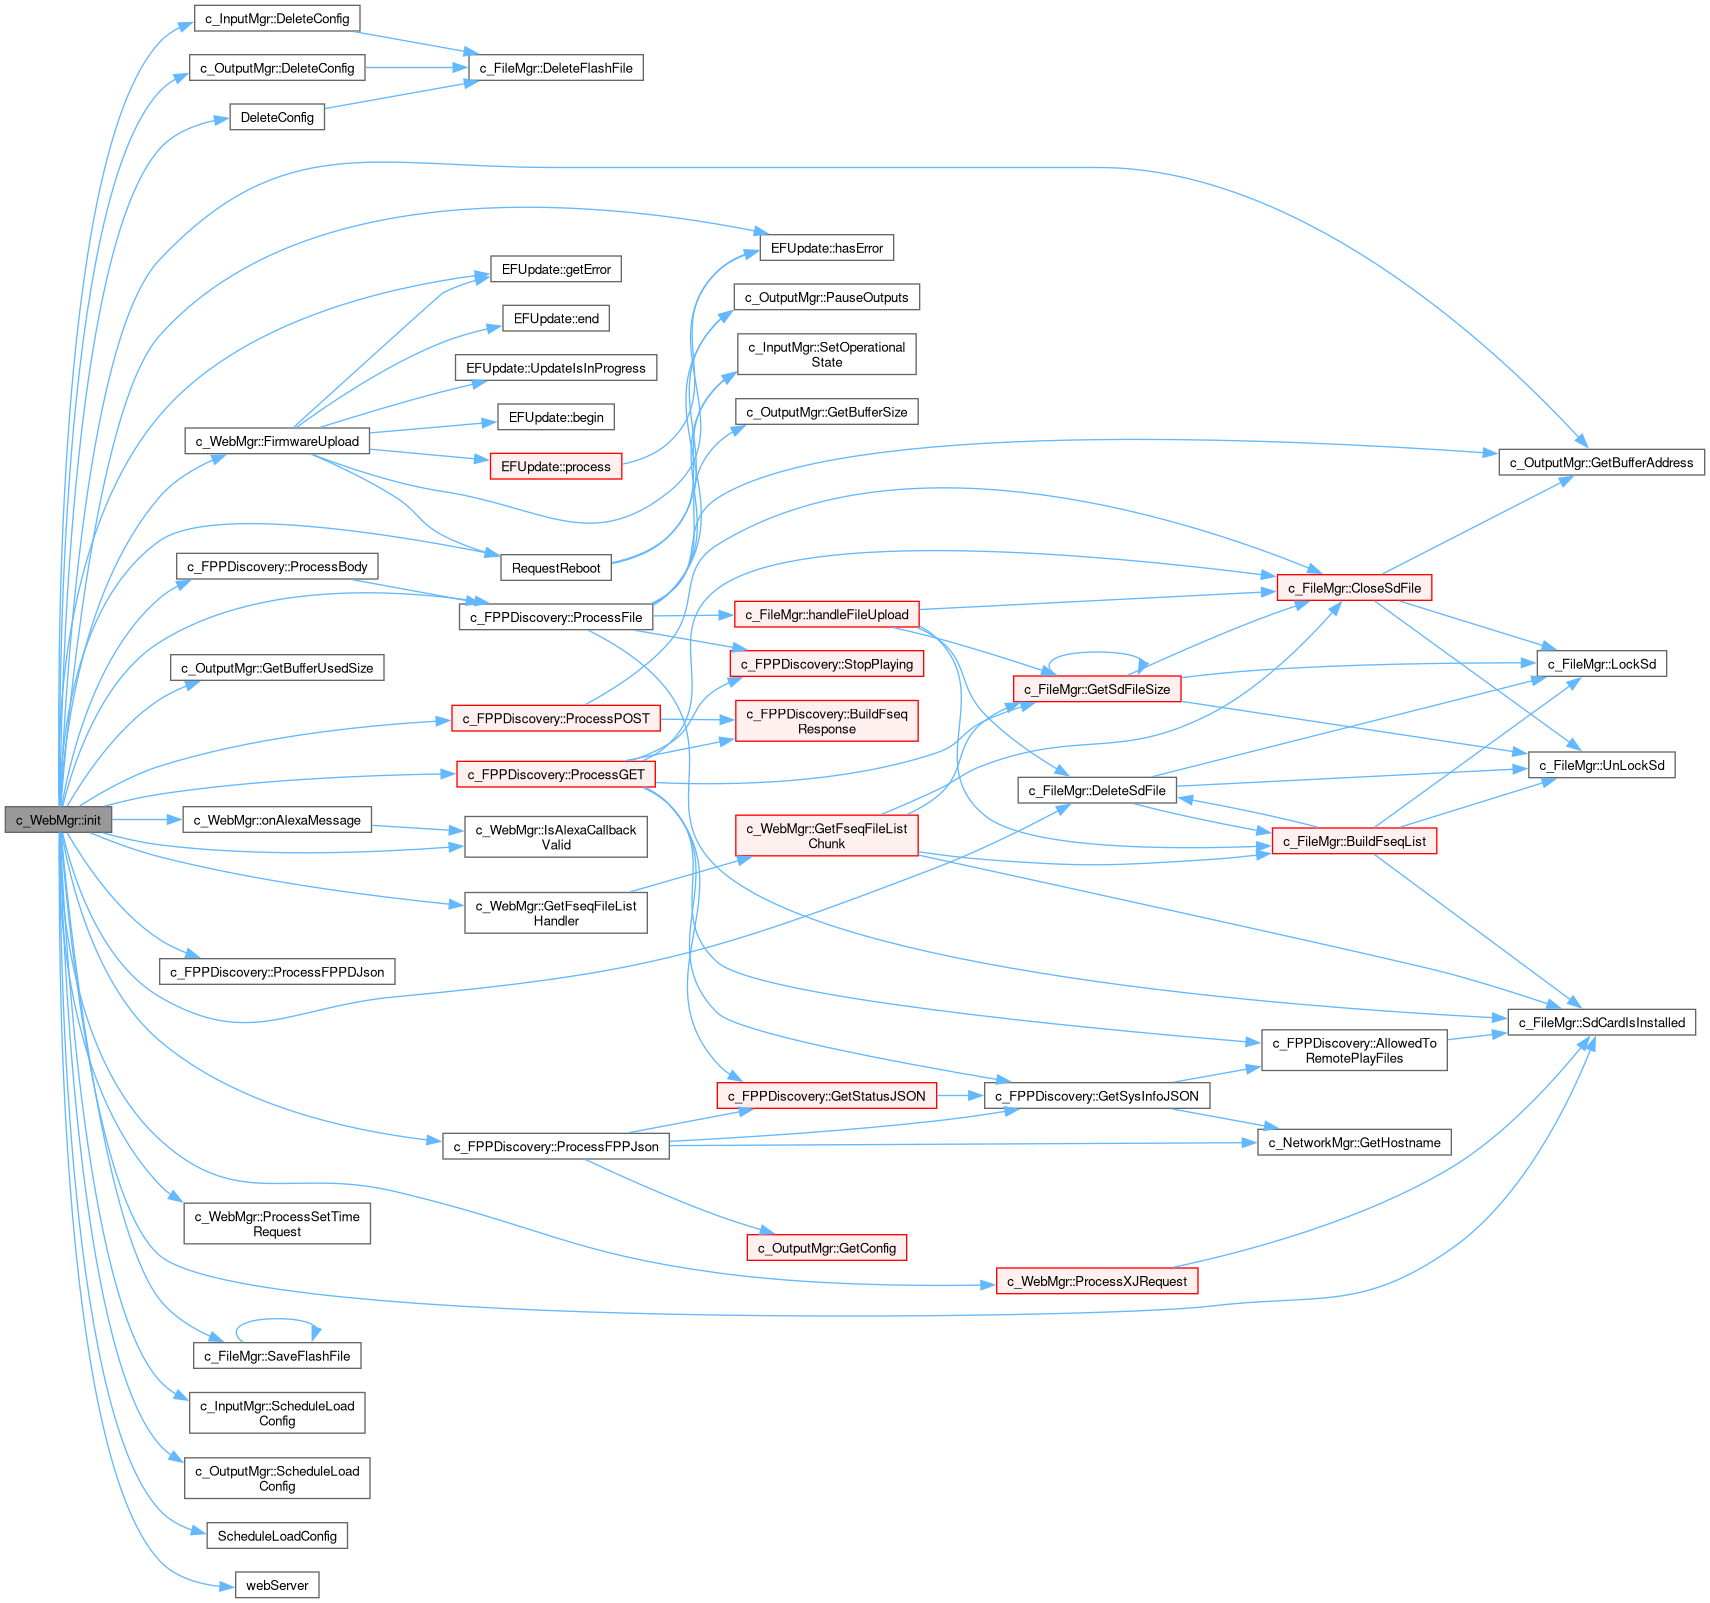 c_InputMgr::DeleteConfig
c_OutputMgr::DeleteConfig
c_FileMgr::DeleteFlashFile
DeleteConfig
EFUpdate::hasError
EFUpdate::getError
c_OutputMgr::PauseOutputs
EFUpdate::end
c_InputMgr::SetOperational
State
EFUpdate::UpdateIsInProgress
c_OutputMgr::GetBufferSize
EFUpdate::begin
c_WebMgr::FirmwareUpload
c_OutputMgr::GetBufferAddress
EFUpdate::process
c_FPPDiscovery::ProcessBody
RequestReboot
c_FileMgr::CloseSdFile
c_FPPDiscovery::ProcessFile
c_FileMgr::handleFileUpload
c_OutputMgr::GetBufferUsedSize
c_FPPDiscovery::StopPlaying
c_FileMgr::LockSd
c_FileMgr::GetSdFileSize
c_FPPDiscovery::ProcessPOST
c_FPPDiscovery::BuildFseq
Response
c_FPPDiscovery::ProcessGET
c_FileMgr::UnLockSd
c_FileMgr::DeleteSdFile
c_WebMgr::init
c_WebMgr::onAlexaMessage
c_WebMgr::IsAlexaCallback
Valid
c_WebMgr::GetFseqFileList
Chunk
c_FileMgr::BuildFseqList
c_WebMgr::GetFseqFileList
Handler
c_FPPDiscovery::ProcessFPPDJson
c_FileMgr::SdCardIsInstalled
c_FPPDiscovery::AllowedTo
RemotePlayFiles
c_FPPDiscovery::GetStatusJSON
c_FPPDiscovery::GetSysInfoJSON
c_FPPDiscovery::ProcessFPPJson
c_NetworkMgr::GetHostname
c_WebMgr::ProcessSetTime
Request
c_OutputMgr::GetConfig
c_WebMgr::ProcessXJRequest
c_FileMgr::SaveFlashFile
c_InputMgr::ScheduleLoad
Config
c_OutputMgr::ScheduleLoad
Config
ScheduleLoadConfig
webServer